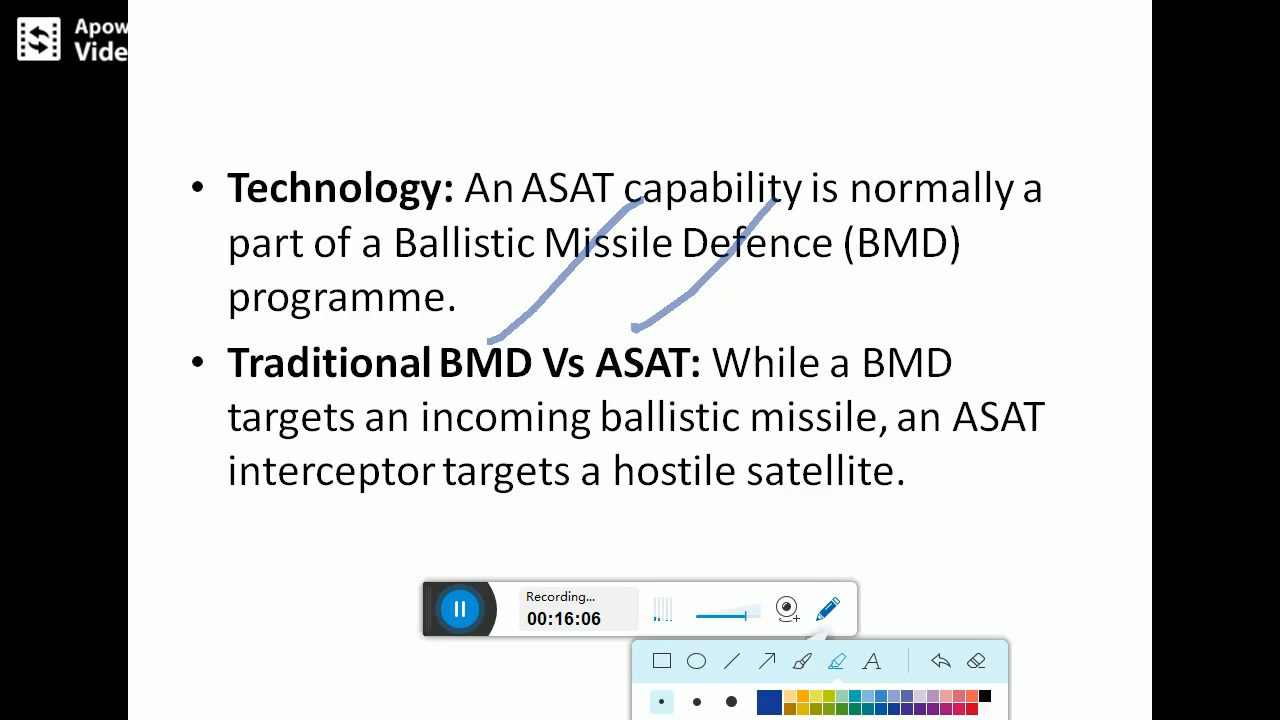 Apow
Vide
• Technology: An ASAT capability is normally a
part of a Ballistic Missile Defence (BMD)
programme.
• Traditional BMD Vs ASAT: While a BMD
targets an incoming ballistic missile, an ASAT
interceptor targets a hostile satellite.
Recording...
00:16:06
A